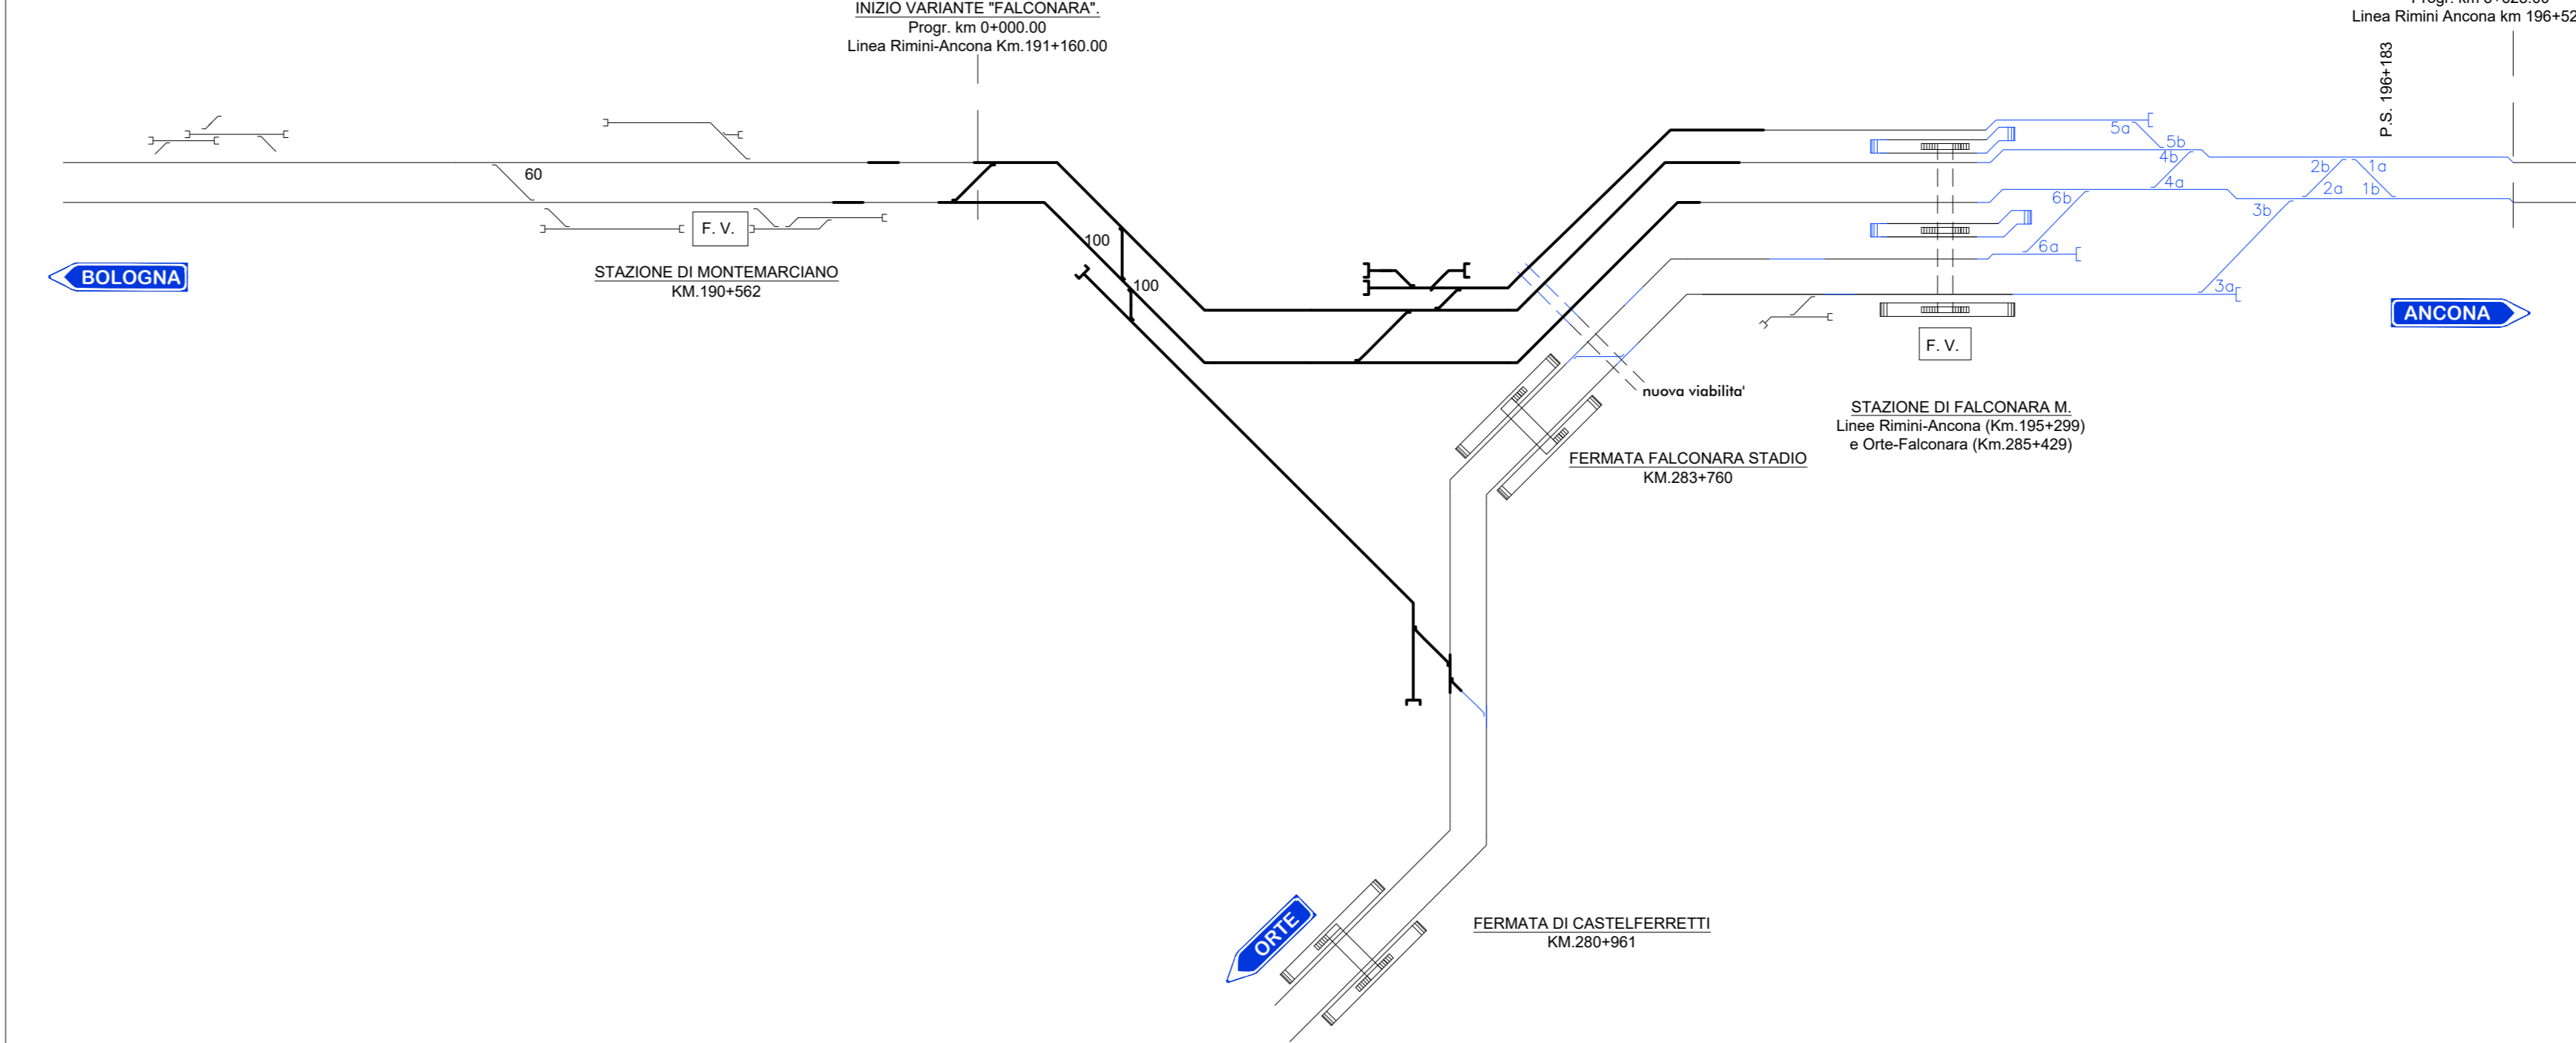 INIZIO VARIANTE "FALCONARA".
Progr. km 0+000.00
Linea Rimini-Ancona Km.191+160.00
Linea Rimini Ancona km 196+52
P.S. 196+183
60
F. V.
BOLOGNA
STAZIONE DI MONTEMARCIANO
KM.190+562
100
100
5a
5b
4b
4a
6b
6a
3b
3a
2b
2a
1a
1b
ANCONA
F. V.
nuova viabilita'
STAZIONE DI FALCONARA M.
Linee Rimini-Ancona (Km.195+299)
e Orte-Falconara (Km.285+429)
FERMATA FALCONARA STADIO
KM.283+760
ORTE
FERMATA DI CASTELFERRETTI
KM.280+961